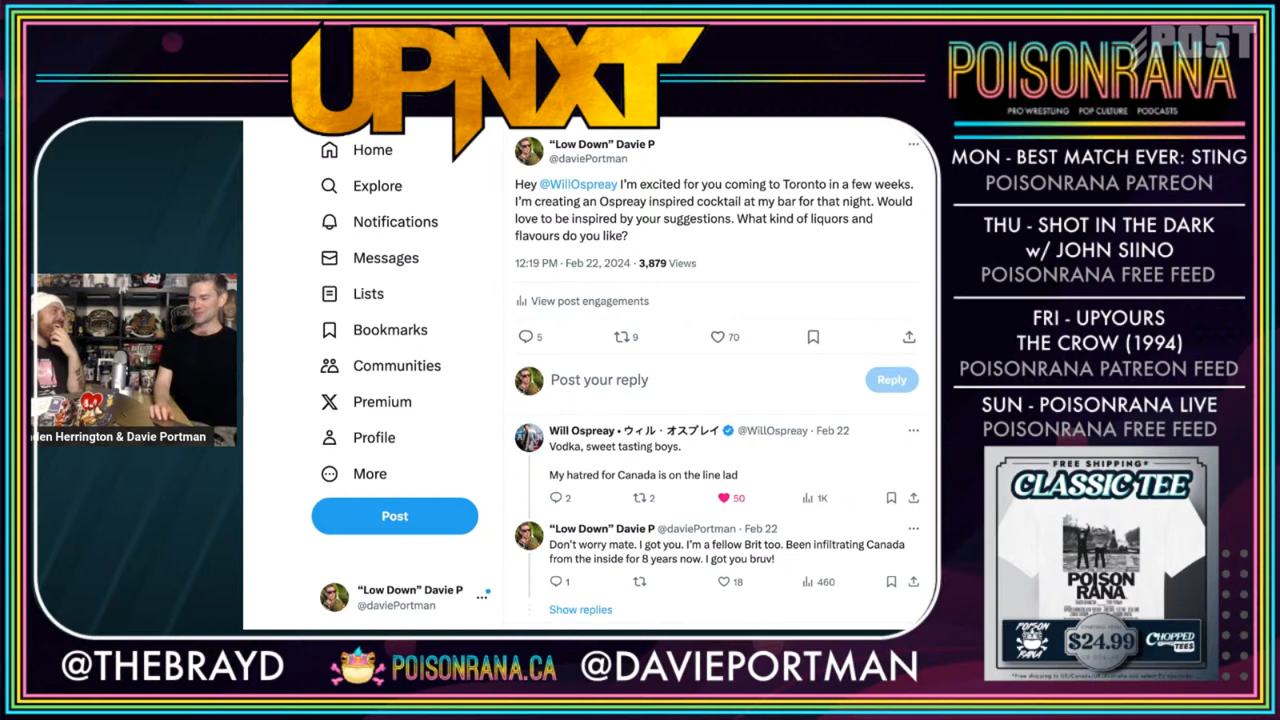 UPNXT
POST
POISONRANA
PRO WRESTLING POP CULTURE PODCASTS
MON - BEST MATCH EVER: STING
POISONRANA PATREON
THU - SHOT IN THE DARK
w/ JOHN SIINO
POISONRANA FREE FEED
FRI - UPYOURS
THE CROW (1994)
POISONRANA PATREON FEED
SUN - POISONRANA LIVE
POISONRANA FREE FEED
FREE SHIPPING*
CLASSIC TEE
POISON
RANA
POISON
RANA
STARTING FROM
$24.99
CHOPPED
TEES
Home
Explore
Notifications
Messages
Lists
Bookmarks
Communities
Premium
Profile
More
Post
“Low Down” Davie P
@daviePortman
“Low Down” Davie P
@daviePortman
Hey @WillOspreay I’m excited for you coming to Toronto in a few weeks.
I’m creating an Ospreay inspired cocktail at my bar for that night. Would
love to be inspired by your suggestions. What kind of liquors and
flavours do you like?
12:19 PM · Feb 22, 2024 · 3,879 Views
View post engagements
5 9 70
Post your reply
Reply
Will Ospreay • ウィル・オスプレイ @WillOspreay · Feb 22
Vodka, sweet tasting boys.
My hatred for Canada is on the line lad
2 2 50 1K
“Low Down” Davie P @daviePortman · Feb 22
Don’t worry mate. I got you. I’m a fellow Brit too. Been infiltrating Canada
from the inside for 8 years now. I got you bruv!
1 18 460
Show replies
den Herrington & Davie Portman
@THEBRAYD
POISONRANA.CA
@DAVIEPORTMAN